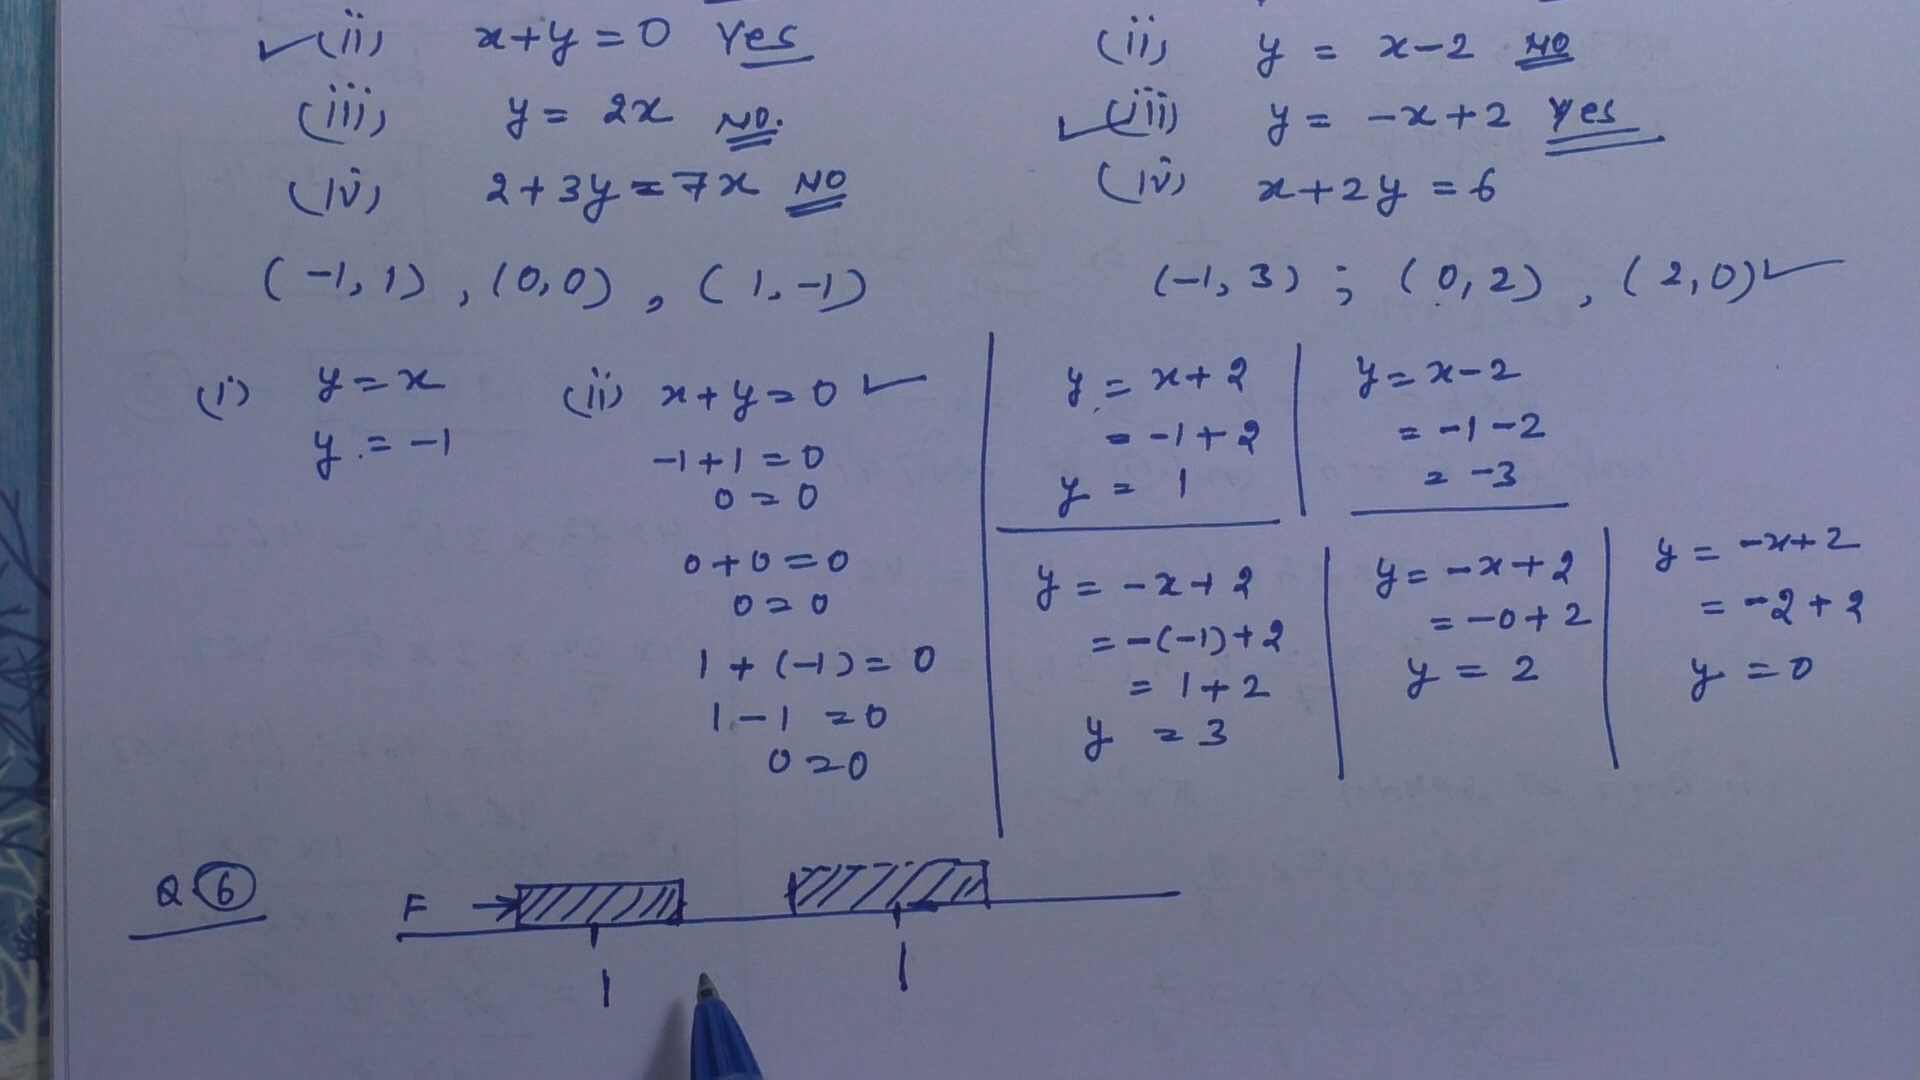 (ii) x+y=0 Yes
(iii) y= 2x NO.
(iv) 2+3y=7x NO
(-1,1), (0,0), (1,-1)
(ii) y = x-2 NO
(iii) y= -x+2 Yes
(iv) x+2y=6
(-1,3); (0,2), (2,0)
(i) y=x
y=-1
(ii) x+y=0
-1+1=0
0=0
0+0=0
0=0
1+(-1)=0
1-1=0
0=0
y=x+2
=-1+2
y=1
y=x-2
=-1-2
=-3
y=-x+2
=-(-1)+2
=1+2
y=3
y=-x+2
=-0+2
y=2
y=-x+2
=-2+2
y=0
Q 6
F